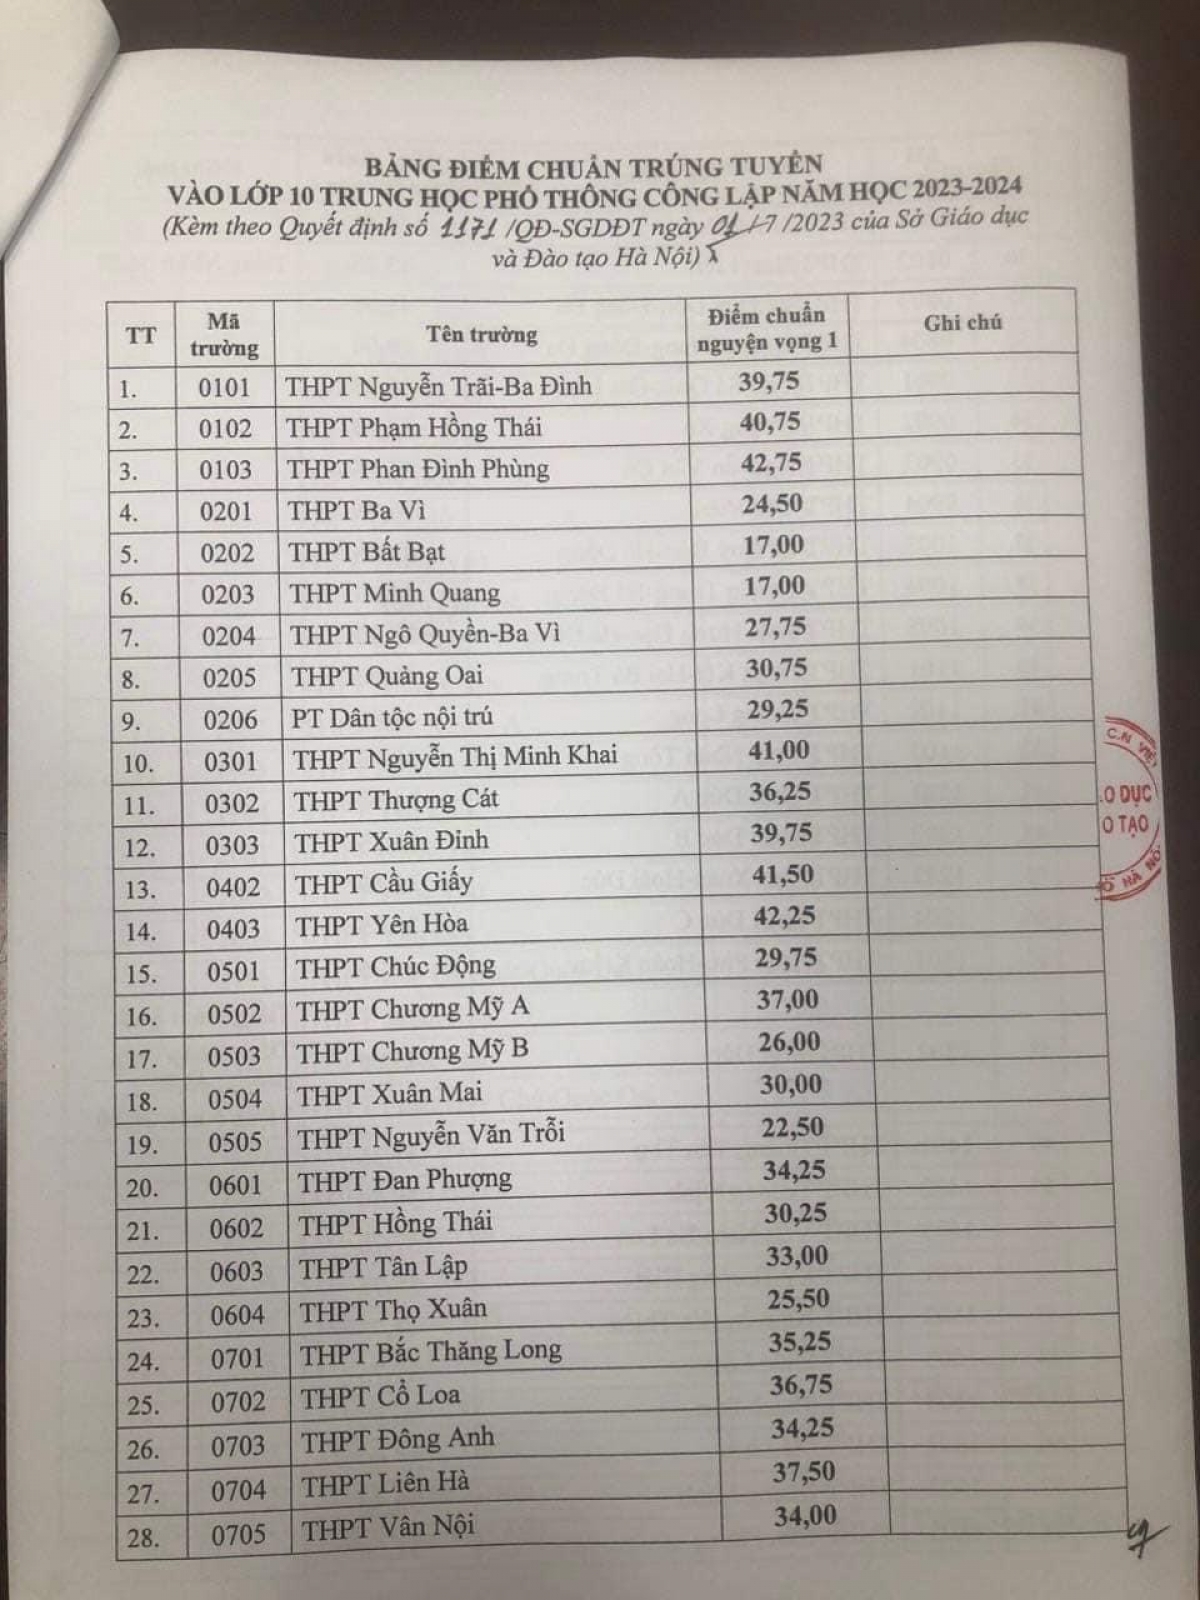 BẢNG ĐIỂM CHUẨN TRÚNG TUYỂN
VÀO LỚP 10 TRUNG HỌC PHỔ THÔNG CÔNG LẬP NĂM HỌC 2023-2024
(Kèm theo Quyết định số 1171 /QĐ-SGDĐT ngày 01/7 /2023 của Sở Giáo dục
và Đào tạo Hà Nội)
TT Mã trường Tên trường Điểm chuẩn nguyện vọng 1 Ghi chú
1. 0101 THPT Nguyễn Trãi-Ba Đình 39,75
2. 0102 THPT Phạm Hồng Thái 40,75
3. 0103 THPT Phan Đình Phùng 42,75
4. 0201 THPT Ba Vì 24,50
5. 0202 THPT Bất Bạt 17,00
6. 0203 THPT Minh Quang 17,00
7. 0204 THPT Ngô Quyền-Ba Vì 27,75
8. 0205 THPT Quảng Oai 30,75
9. 0206 PT Dân tộc nội trú 29,25
10. 0301 THPT Nguyễn Thị Minh Khai 41,00
11. 0302 THPT Thượng Cát 36,25
12. 0303 THPT Xuân Đỉnh 39,75
13. 0402 THPT Cầu Giấy 41,50
14. 0403 THPT Yên Hòa 42,25
15. 0501 THPT Chúc Động 29,75
16. 0502 THPT Chương Mỹ A 37,00
17. 0503 THPT Chương Mỹ B 26,00
18. 0504 THPT Xuân Mai 30,00
19. 0505 THPT Nguyễn Văn Trỗi 22,50
20. 0601 THPT Đan Phượng 34,25
21. 0602 THPT Hồng Thái 30,25
22. 0603 THPT Tân Lập 33,00
23. 0604 THPT Thọ Xuân 25,50
24. 0701 THPT Bắc Thăng Long 35,25
25. 0702 THPT Cổ Loa 36,75
26. 0703 THPT Đông Anh 34,25
27. 0704 THPT Liên Hà 37,50
28. 0705 THPT Vân Nội 34,00
C.N VIỆ
O DỤC
O TẠO
HÀ NỘI